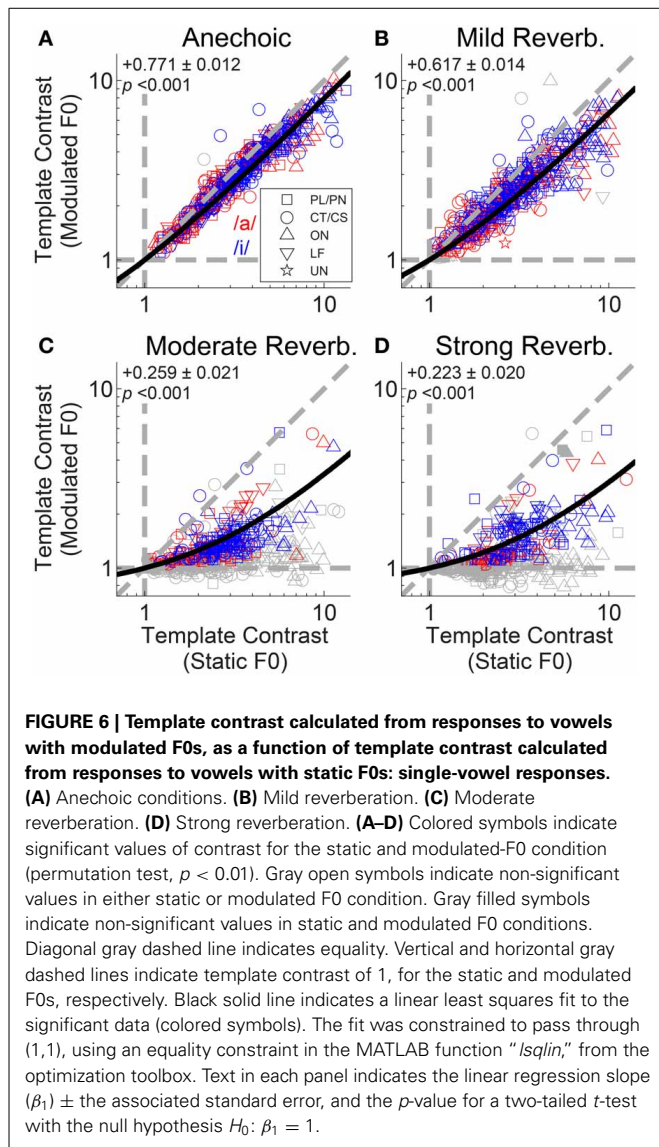 A Anechoic
B Mild Reverb.
+0.771 ± 0.012
p <0.001
+0.617 ± 0.014
p <0.001
Template Contrast
(Modulated F0)
10
1
1 10
/a/
/i/
PL/PN
CT/CS
ON
LF
UN
Template Contrast
(Modulated F0)
10
1
1 10
C Moderate Reverb.
D Strong Reverb.
+0.259 ± 0.021
p <0.001
+0.223 ± 0.020
p <0.001
Template Contrast
(Modulated F0)
10
1
1 10
Template Contrast
(Static F0)
Template Contrast
(Modulated F0)
10
1
1 10
Template Contrast
(Static F0)
FIGURE 6 | Template contrast calculated from responses to vowels
with modulated F0s, as a function of template contrast calculated
from responses to vowels with static F0s: single-vowel responses.
(A) Anechoic conditions. (B) Mild reverberation. (C) Moderate
reverberation. (D) Strong reverberation. (A–D) Colored symbols indicate
significant values of contrast for the static and modulated-F0 condition
(permutation test, p < 0.01). Gray open symbols indicate non-significant
values in either static or modulated F0 condition. Gray filled symbols
indicate non-significant values in static and modulated F0 conditions.
Diagonal gray dashed line indicates equality. Vertical and horizontal gray
dashed lines indicate template contrast of 1, for the static and modulated
F0s, respectively. Black solid line indicates a linear least squares fit to the
significant data (colored symbols). The fit was constrained to pass through
(1,1), using an equality constraint in the MATLAB function "lsqlin," from the
optimization toolbox. Text in each panel indicates the linear regression slope
(β1) ± the associated standard error, and the p-value for a two-tailed t-test
with the null hypothesis H0: β1 = 1.